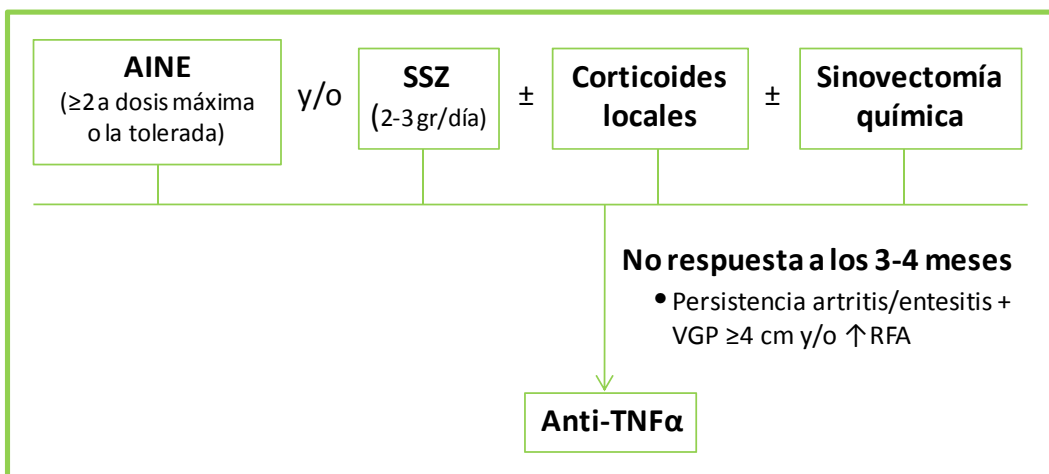 AINE
(≥2 a dosis máxima
o la tolerada)
y/o
SSZ
(2-3 gr/día)
±
Corticoides
locales
±
Sinovectomía
química
No respuesta a los 3-4 meses
• Persistencia artritis/entesitis +
VGP ≥4 cm y/o ↑RFA
Anti-TNFα